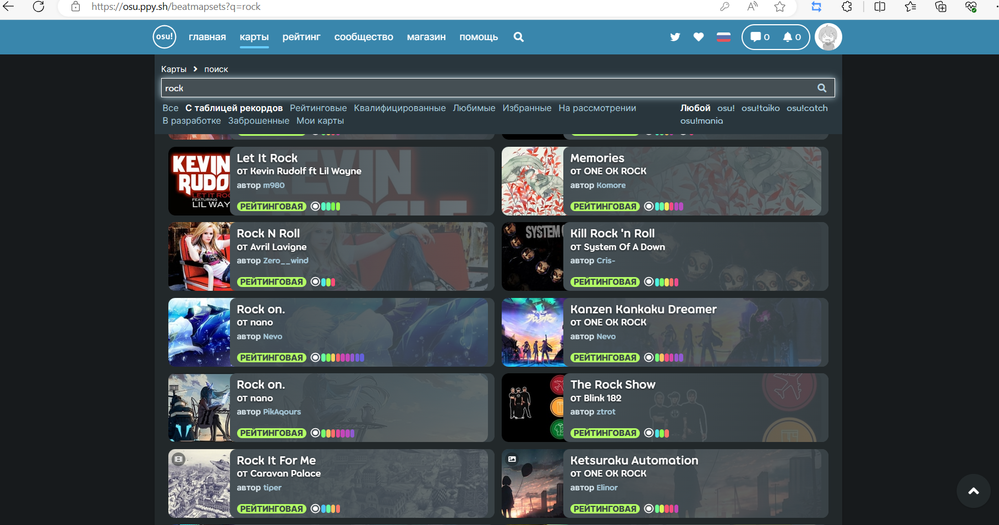 https://osu.ppy.sh/beatmapsets?q=rock
osu! главная карты рейтинг сообщество магазин помощь 0 0
Карты поиск
rock
Все С таблицей рекордов Рейтинговые Квалифицированные Любимые Избранные На рассмотрении
В разработке Заброшенные Мои карты
Любой osu! osu!taiko osu!catch
osu!mania
KEVIN
RUDO
LET IT ROC
FEATURING
LIL WAY
Let It Rock
от Kevin Rudolf ft Lil Wayne
автор m980
РЕЙТИНГОВАЯ
Memories
от ONE OK ROCK
автор Komore
РЕЙТИНГОВАЯ
Rock N Roll
от Avril Lavigne
автор Zero__wind
РЕЙТИНГОВАЯ
SYSTEM
Kill Rock 'n Roll
от System Of A Down
автор Cris-
РЕЙТИНГОВАЯ
Rock on.
от nano
автор Nevo
РЕЙТИНГОВАЯ
Kanzen Kankaku Dreamer
от ONE OK ROCK
автор Nevo
РЕЙТИНГОВАЯ
Rock on.
от nano
автор PikAqours
РЕЙТИНГОВАЯ
The Rock Show
от Blink 182
автор ztrot
РЕЙТИНГОВАЯ
Rock It For Me
от Caravan Palace
автор tiper
РЕЙТИНГОВАЯ
Ketsuraku Automation
от ONE OK ROCK
автор Elinor
РЕЙТИНГОВАЯ